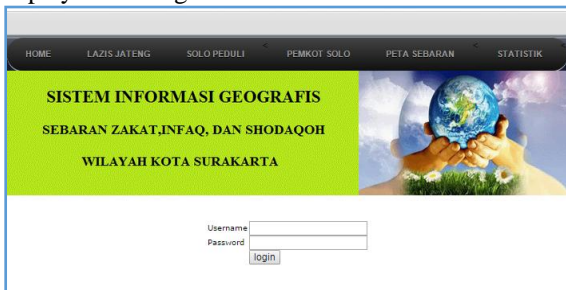 HOME LAZIS JATENG SOLO PEDULI PEMKOT SOLO PETA SEBARAN STATISTIK
SISTEM INFORMASI GEOGRAFIS
SEBARAN ZAKAT,INFAQ, DAN SHODAQOH
WILAYAH KOTA SURAKARTA
Username
Password
login